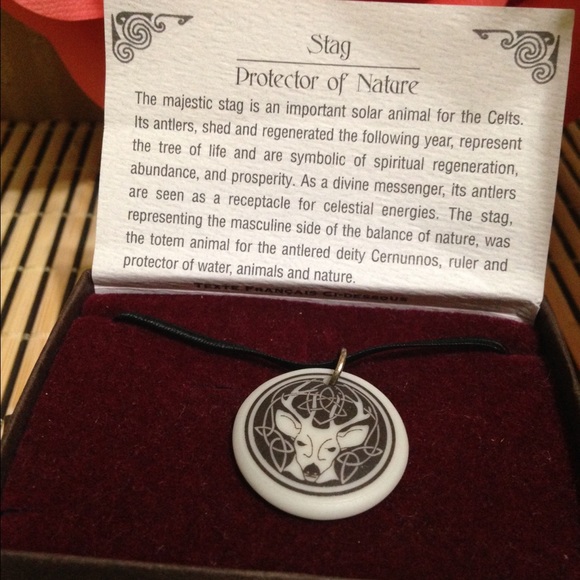 Stag
Protector of Nature
The majestic stag is an important solar animal for the Celts.
Its antlers, shed and regenerated the following year, represent
the tree of life and are symbolic of spiritual regeneration,
abundance, and prosperity. As a divine messenger, its antlers
are seen as a receptacle for celestial energies. The stag,
representing the masculine side of the balance of nature, was
the totem animal for the antlered deity Cernunnos, ruler and
protector of water, animals and nature.
Texte Français Ci-dessous